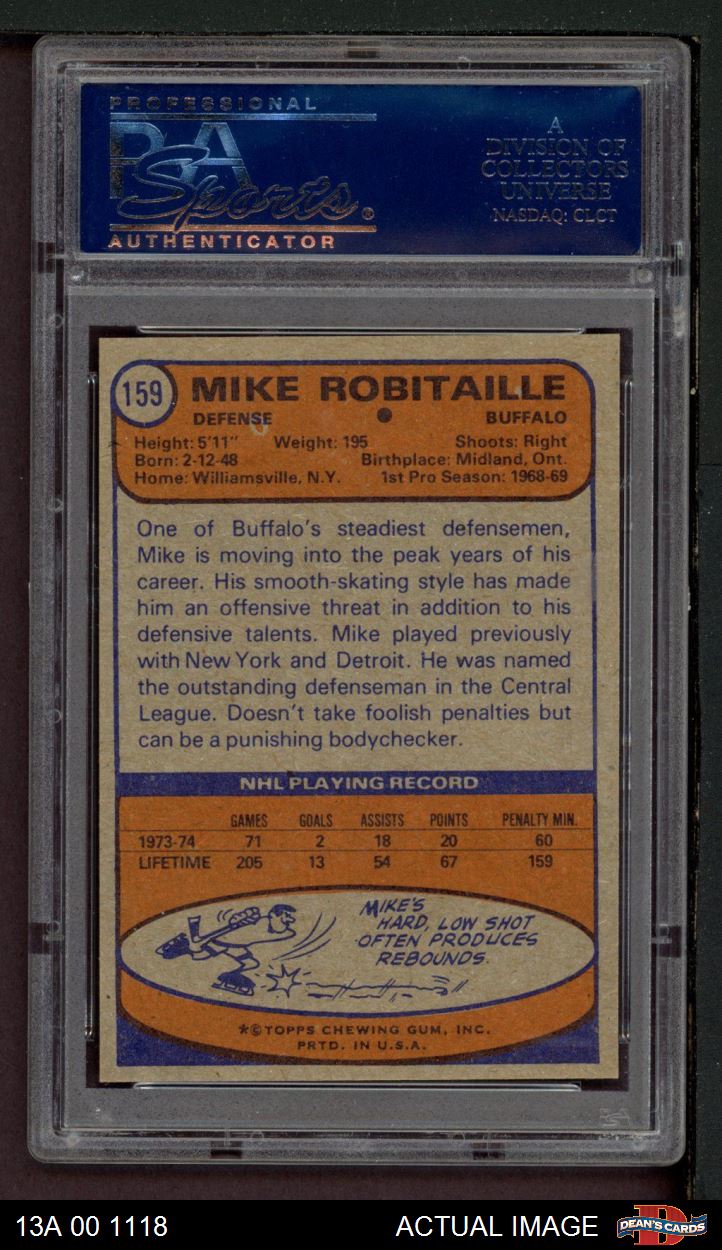 PROFESSIONAL
PSA
Sports®
AUTHENTICATOR
A
DIVISION OF
COLLECTORS
UNIVERSE
NASDAQ: CLCT
159 MIKE ROBITAILLE
DEFENSE ● BUFFALO
Height: 5'11" Weight: 195 Shoots: Right
Born: 2-12-48 Birthplace: Midland, Ont.
Home: Williamsville, N.Y. 1st Pro Season: 1968-69
One of Buffalo's steadiest defensemen,
Mike is moving into the peak years of his
career. His smooth-skating style has made
him an offensive threat in addition to his
defensive talents. Mike played previously
with New York and Detroit. He was named
the outstanding defenseman in the Central
League. Doesn't take foolish penalties but
can be a punishing bodychecker.
NHL PLAYING RECORD
GAMES GOALS ASSISTS POINTS PENALTY MIN.
1973-74 71 2 18 20 60
LIFETIME 205 13 54 67 159
MIKE'S
HARD, LOW SHOT
OFTEN PRODUCES
REBOUNDS.
*©TOPPS CHEWING GUM, INC.
PRTD. IN U.S.A.
PSA
13A 00 1118 ACTUAL IMAGE DEAN'S CARDS